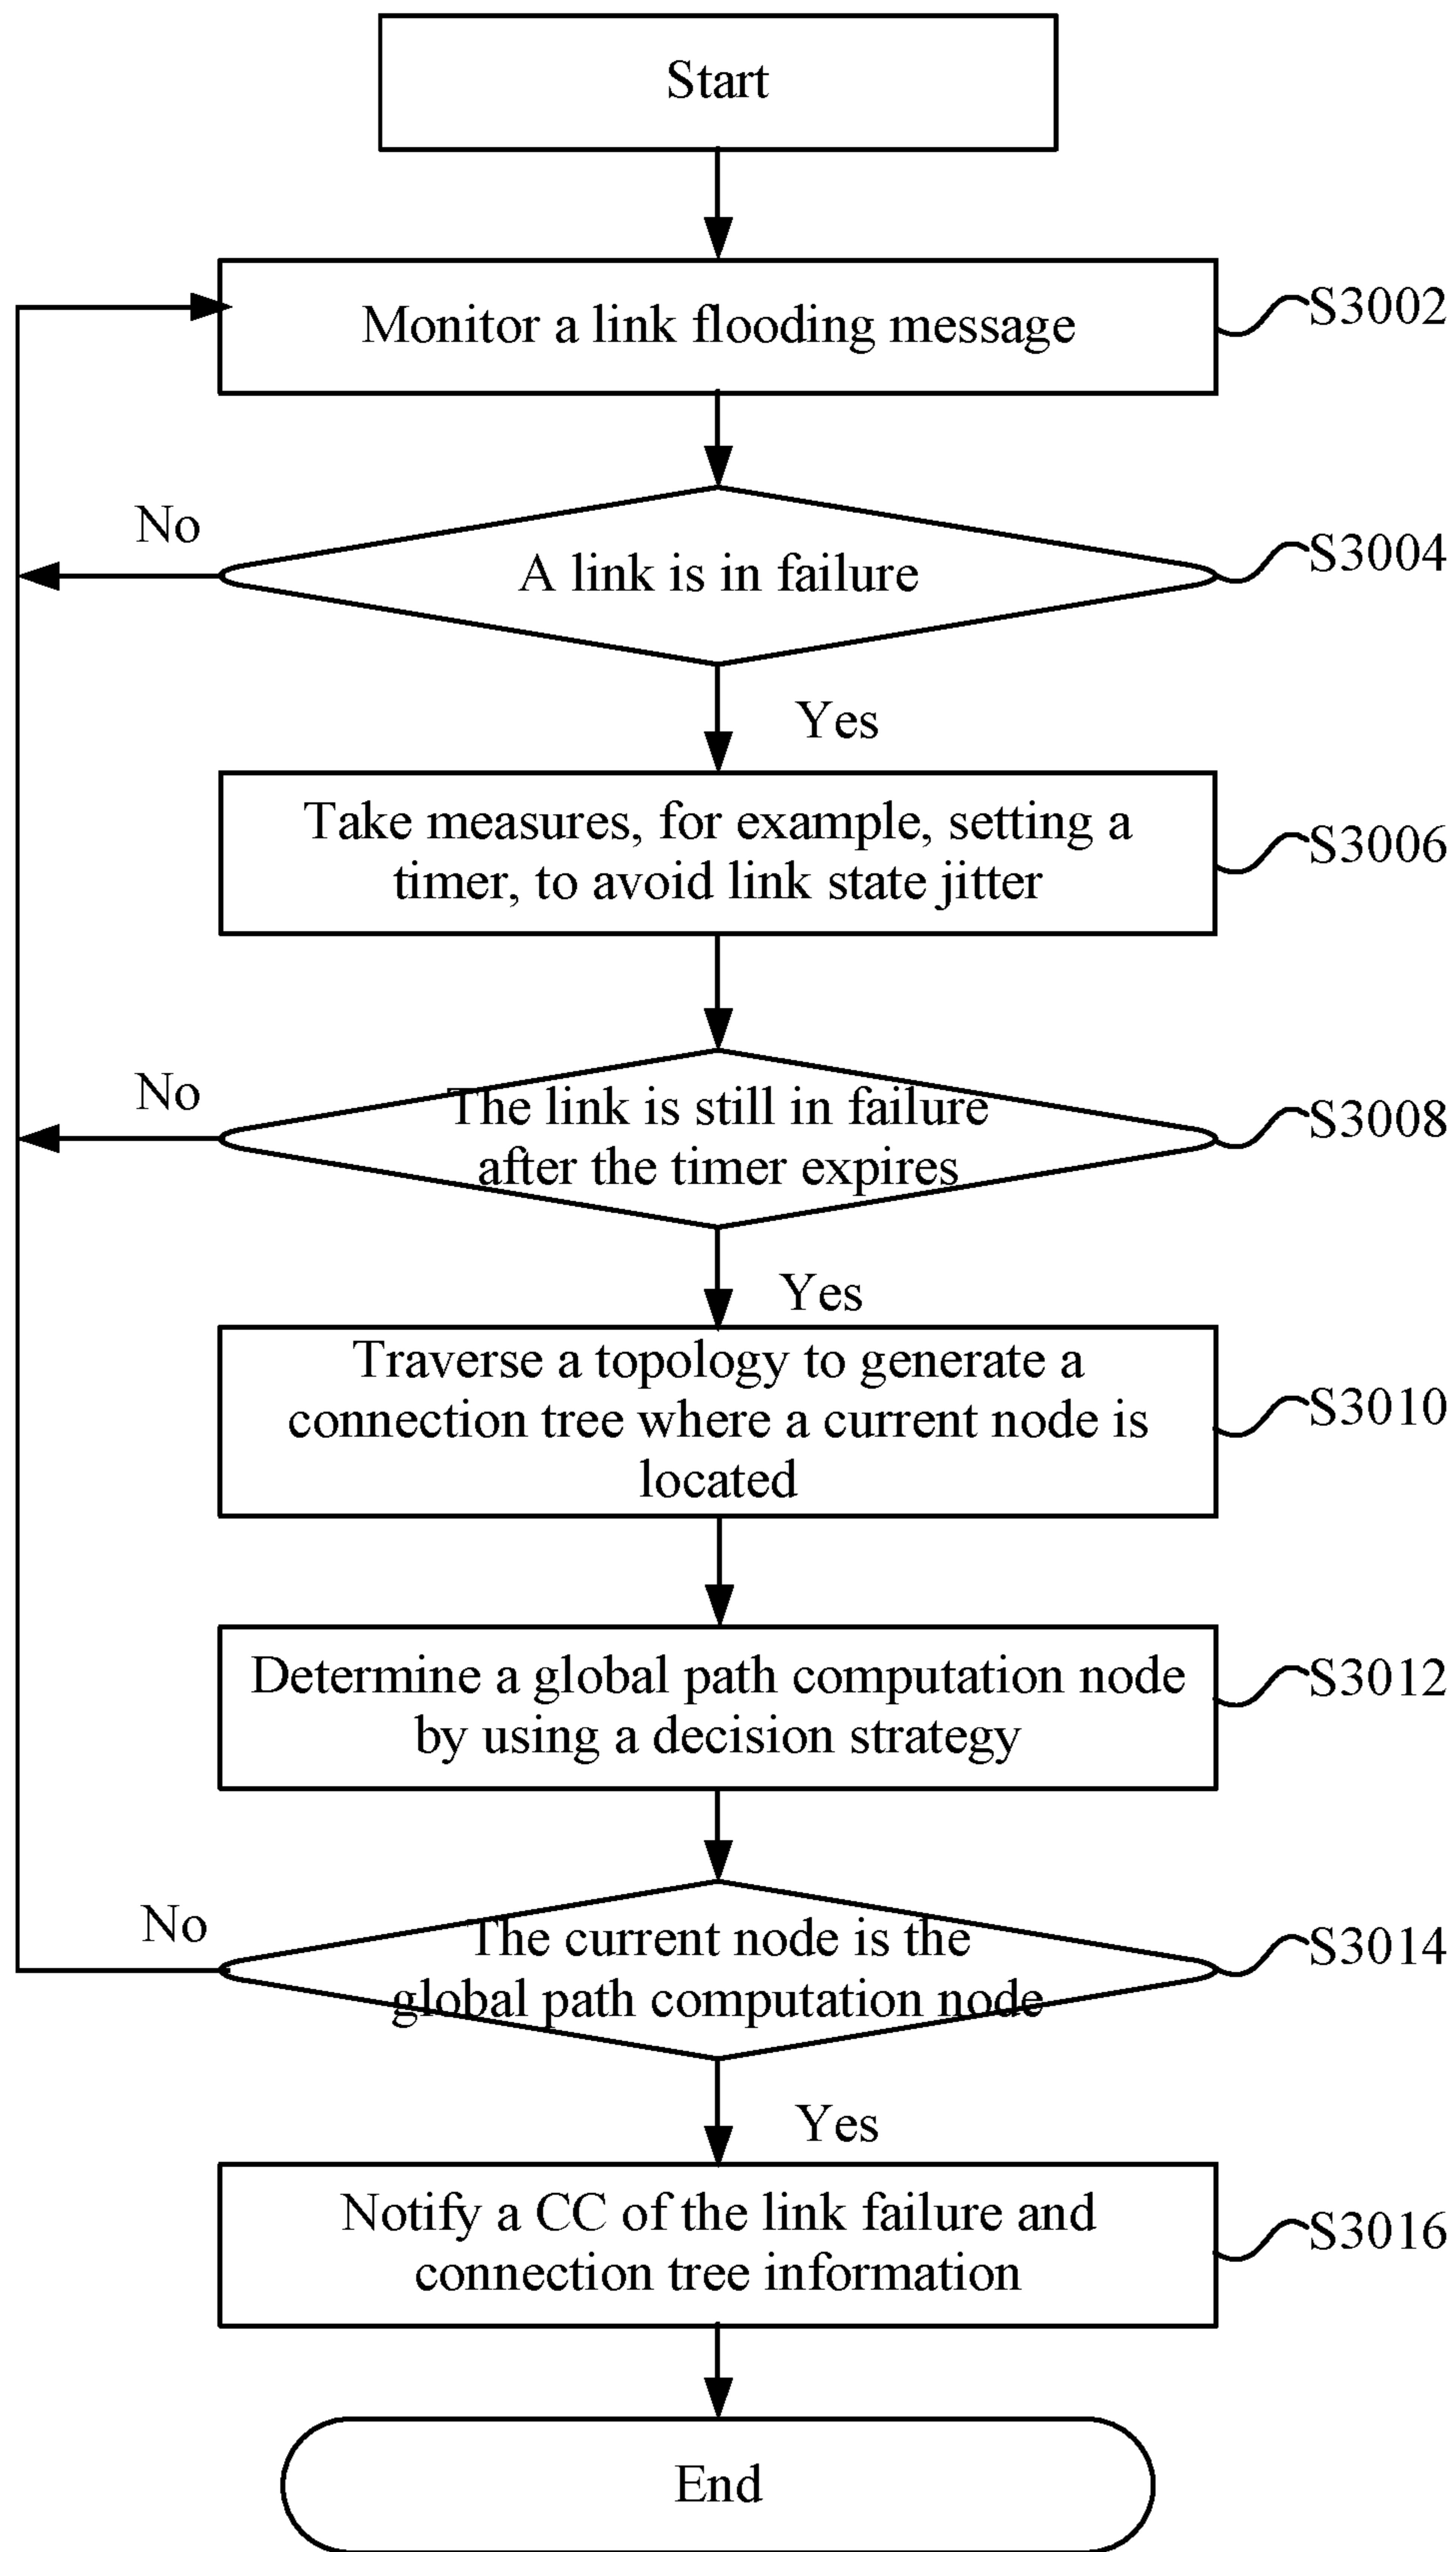 Start
Monitor a link flooding message
S3002
No
A link is in failure
S3004
Yes
Take measures, for example, setting a
timer, to avoid link state jitter
S3006
No
The link is still in failure
after the timer expires
S3008
Yes
Traverse a topology to generate a
connection tree where a current node is
located
S3010
Determine a global path computation node
by using a decision strategy
S3012
No
The current node is the
global path computation node
S3014
Yes
Notify a CC of the link failure and
connection tree information
S3016
End